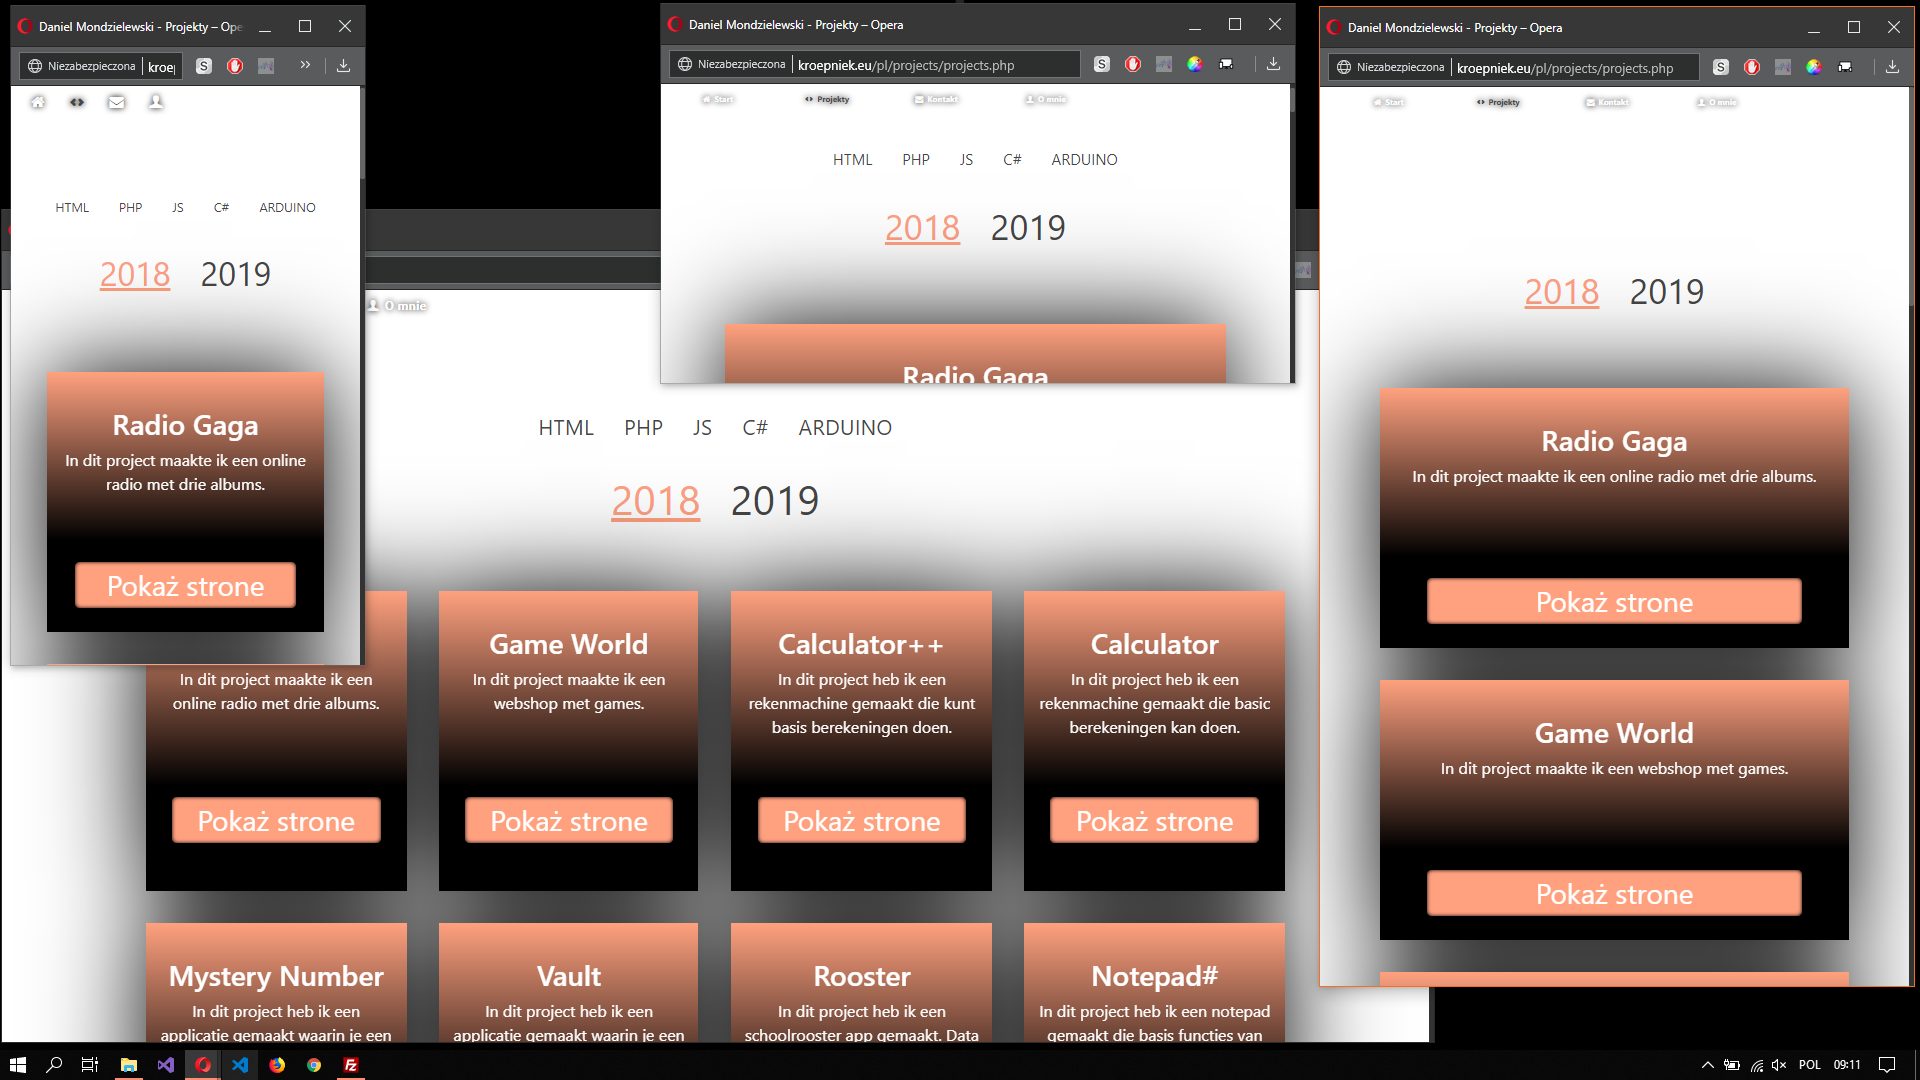 Daniel Mondzielewski - Projekty – Ope
Niezabezpieczona
kroep
HTML PHP JS C# ARDUINO
2018 2019
Radio Gaga
In dit project maakte ik een online
radio met drie albums.
Pokaż strone
Daniel Mondzielewski - Projekty – Opera
Niezabezpieczona kroepniek.eu/pl/projects/projects.php
Start Projekty Kontakt O mnie
HTML PHP JS C# ARDUINO
2018 2019
Radio Gaga
Daniel Mondzielewski - Projekty – Opera
Niezabezpieczona kroepniek.eu/pl/projects/projects.php
Start Projekty Kontakt O mnie
2018 2019
Radio Gaga
In dit project maakte ik een online radio met drie albums.
Pokaż strone
Game World
In dit project maakte ik een webshop met games.
Pokaż strone
O mnie
HTML PHP JS C# ARDUINO
2018 2019
In dit project maakte ik een
online radio met drie albums.
Pokaż strone
Game World
In dit project maakte ik een
webshop met games.
Pokaż strone
Calculator++
In dit project heb ik een
rekenmachine gemaakt die kunt
basis berekeningen doen.
Pokaż strone
Calculator
In dit project heb ik een
rekenmachine gemaakt die basic
berekeningen kan doen.
Pokaż strone
Mystery Number
In dit project heb ik een
applicatie gemaakt waarin je een
Vault
In dit project heb ik een
applicatie gemaakt waarin je een
Rooster
In dit project heb ik een
schoolrooster app gemaakt. Data
Notepad#
In dit project heb ik een notepad
gemaakt die basis functies van
POL 09:11